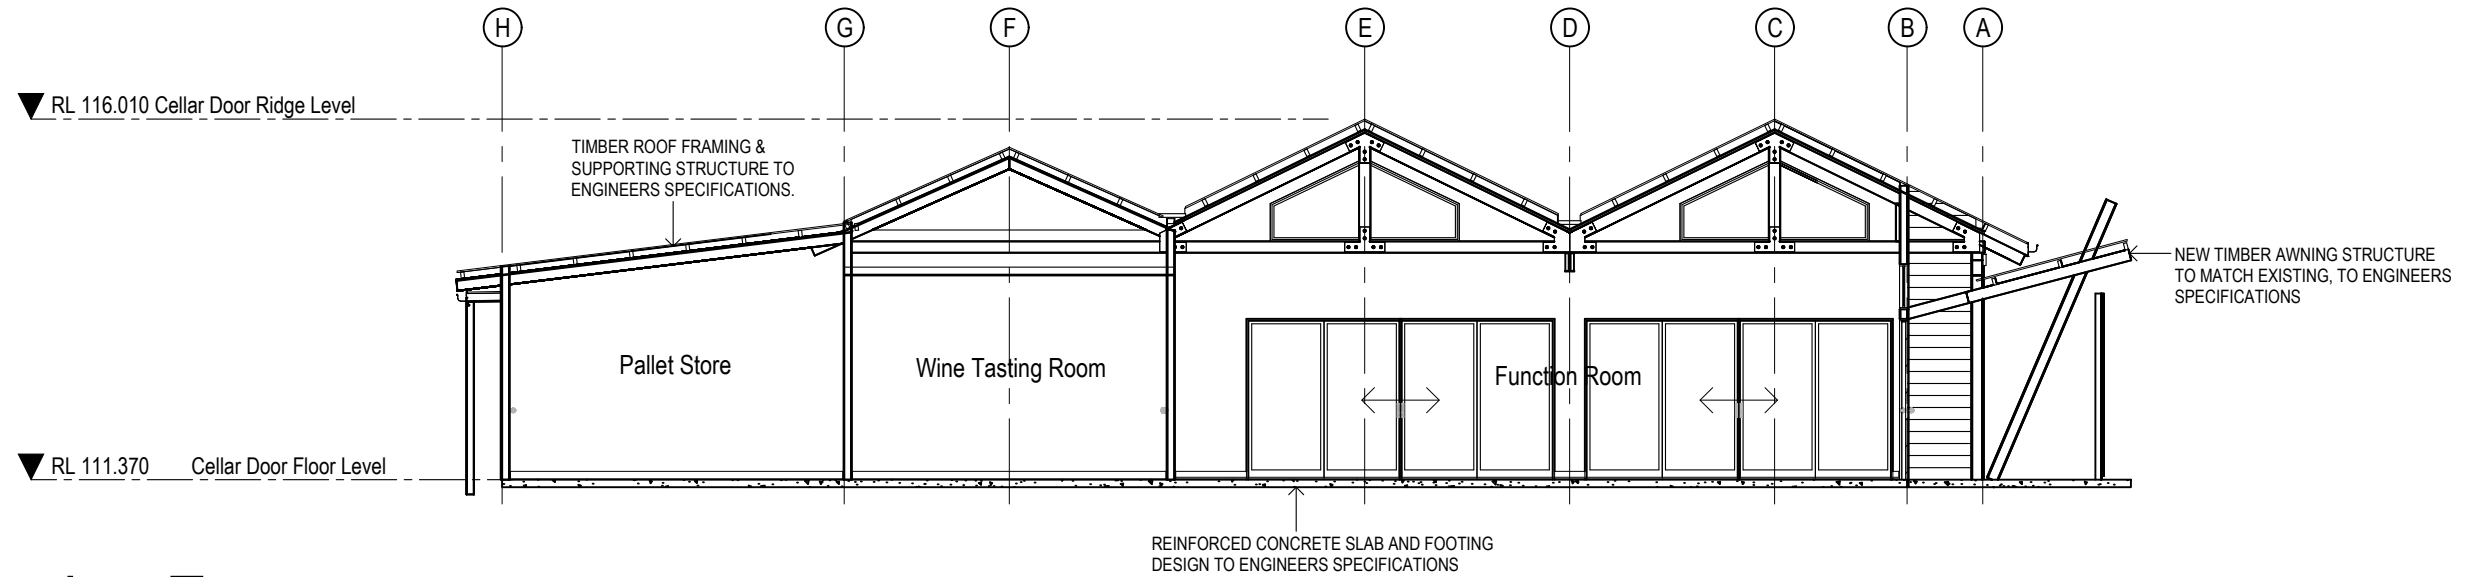 H G F E D C B A
RL 116.010 Cellar Door Ridge Level
TIMBER ROOF FRAMING &
SUPPORTING STRUCTURE TO
ENGINEERS SPECIFICATIONS.
NEW TIMBER AWNING STRUCTURE
TO MATCH EXISTING, TO ENGINEERS
SPECIFICATIONS
Pallet Store
Wine Tasting Room
Function Room
RL 111.370 Cellar Door Floor Level
REINFORCED CONCRETE SLAB AND FOOTING
DESIGN TO ENGINEERS SPECIFICATIONS